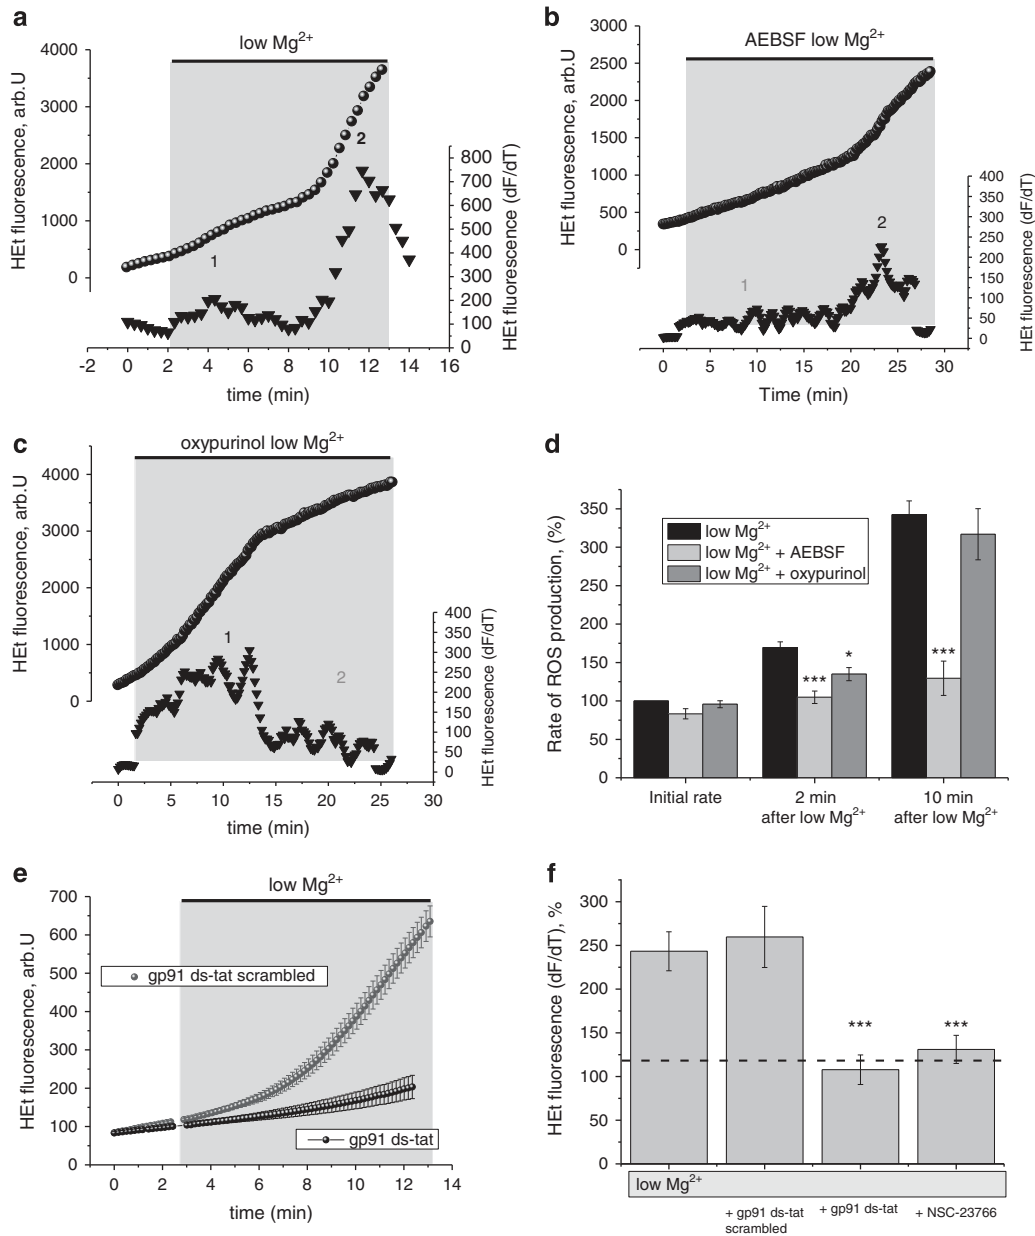 a
low Mg2+
HEt fluorescence, arb.U
4000
3000
2000
1000
0
1
2
800
700
600
500
400
300
200
100
0
HEt fluorescence (dF/dT)
-2 0 2 4 6 8 10 12 14 16
time (min)
b
AEBSF low Mg2+
HEt fluorescence, arb.U
3000
2500
2000
1500
1000
500
0
1
2
400
350
300
250
200
150
100
50
0
HEt fluorescence (dF/dT)
0 5 10 15 20 25 30
Time (min)
c
oxypurinol low Mg2+
HEt fluorescence, arb.U
4000
3000
2000
1000
0
1
2
400
350
300
250
200
150
100
50
0
HEt fluorescence (dF/dT)
0 5 10 15 20 25 30
time (min)
d
Rate of ROS production, (%)
350
300
250
200
150
100
50
0
low Mg2+
low Mg2+ + AEBSF
low Mg2+ + oxypurinol
***
*
***
Initial rate
2 min
after low Mg2+
10 min
after low Mg2+
e
low Mg2+
HEt fluorescence, arb.U
700
600
500
400
300
200
100
0
gp91 ds-tat scrambled
gp91 ds-tat
0 2 4 6 8 10 12 14
time (min)
f
HEt fluorescence (dF/dT), %
300
250
200
150
100
50
0
***
***
low Mg2+
+ gp91 ds-tat
scrambled
+ gp91 ds-tat
+ NSC-23766